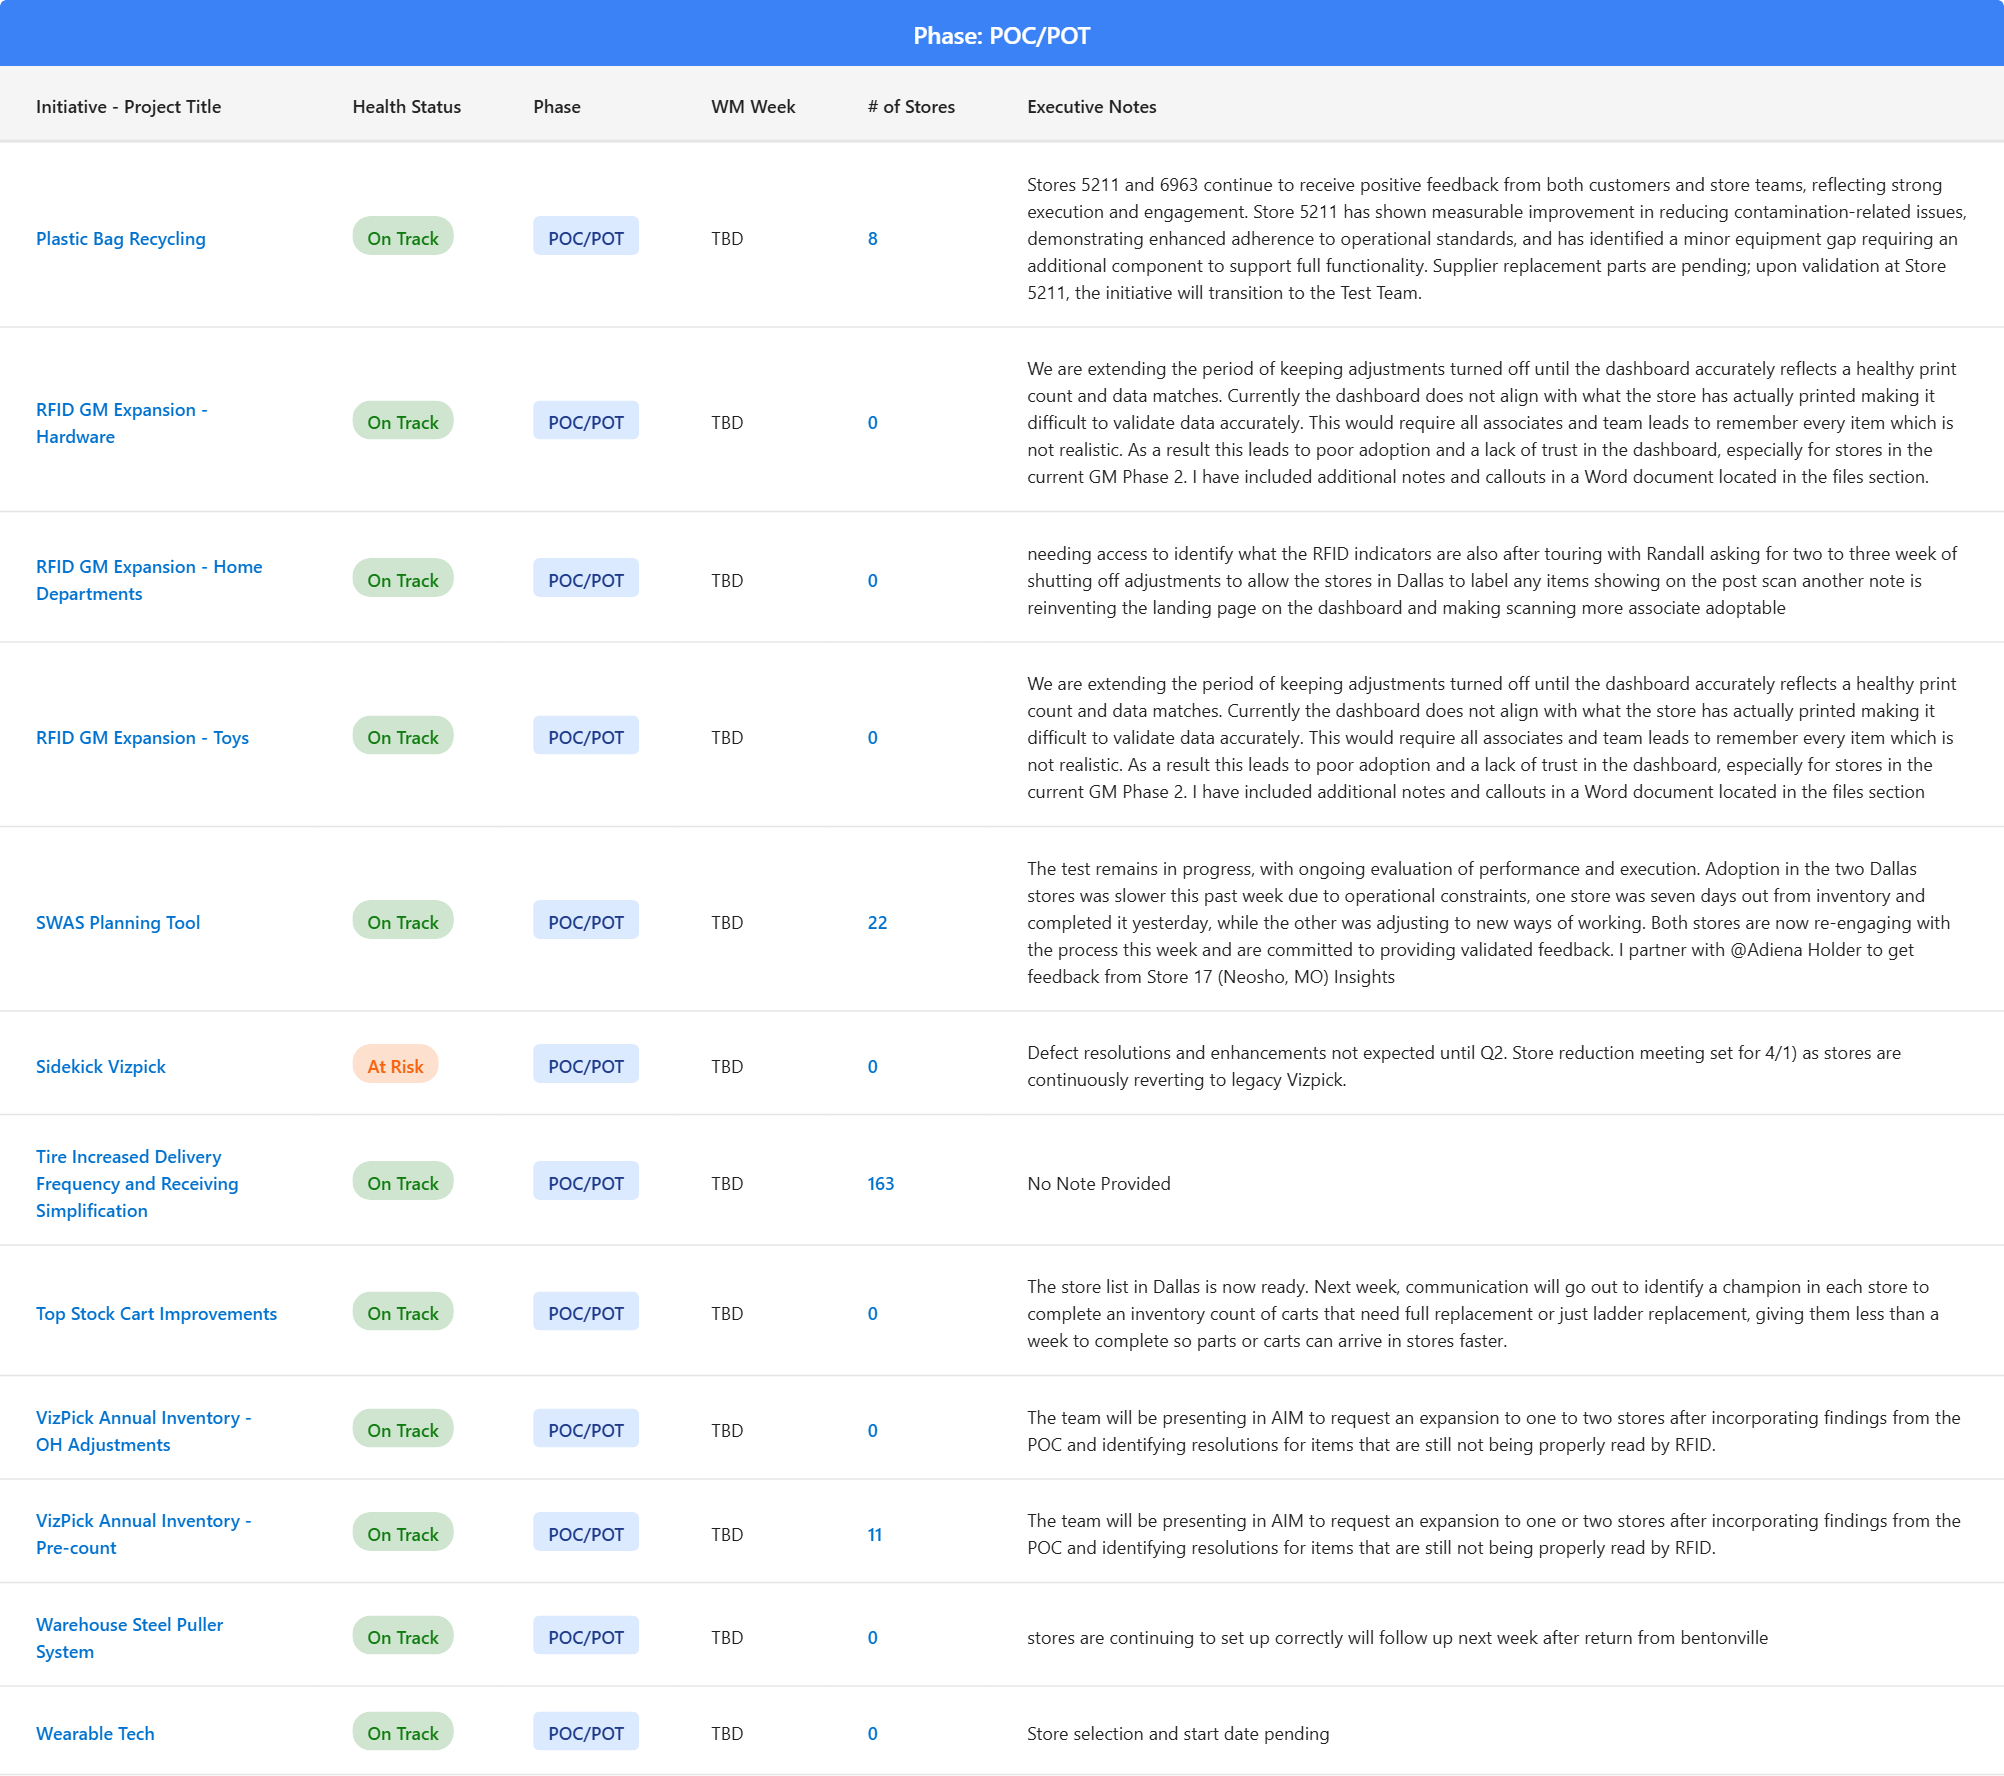 Phase: POC/POT
Initiative - Project Title Health Status Phase WM Week # of Stores Executive Notes
Plastic Bag Recycling On Track POC/POT TBD 8
Stores 5211 and 6963 continue to receive positive feedback from both customers and store teams, reflecting strong
execution and engagement. Store 5211 has shown measurable improvement in reducing contamination-related issues,
demonstrating enhanced adherence to operational standards, and has identified a minor equipment gap requiring an
additional component to support full functionality. Supplier replacement parts are pending; upon validation at Store
5211, the initiative will transition to the Test Team.
RFID GM Expansion -
Hardware
On Track POC/POT TBD 0
We are extending the period of keeping adjustments turned off until the dashboard accurately reflects a healthy print
count and data matches. Currently the dashboard does not align with what the store has actually printed making it
difficult to validate data accurately. This would require all associates and team leads to remember every item which is
not realistic. As a result this leads to poor adoption and a lack of trust in the dashboard, especially for stores in the
current GM Phase 2. I have included additional notes and callouts in a Word document located in the files section.
RFID GM Expansion - Home
Departments
On Track POC/POT TBD 0
needing access to identify what the RFID indicators are also after touring with Randall asking for two to three week of
shutting off adjustments to allow the stores in Dallas to label any items showing on the post scan another note is
reinventing the landing page on the dashboard and making scanning more associate adoptable
RFID GM Expansion - Toys On Track POC/POT TBD 0
We are extending the period of keeping adjustments turned off until the dashboard accurately reflects a healthy print
count and data matches. Currently the dashboard does not align with what the store has actually printed making it
difficult to validate data accurately. This would require all associates and team leads to remember every item which is
not realistic. As a result this leads to poor adoption and a lack of trust in the dashboard, especially for stores in the
current GM Phase 2. I have included additional notes and callouts in a Word document located in the files section
SWAS Planning Tool On Track POC/POT TBD 22
The test remains in progress, with ongoing evaluation of performance and execution. Adoption in the two Dallas
stores was slower this past week due to operational constraints, one store was seven days out from inventory and
completed it yesterday, while the other was adjusting to new ways of working. Both stores are now re-engaging with
the process this week and are committed to providing validated feedback. I partner with @Adiena Holder to get
feedback from Store 17 (Neosho, MO) Insights
Sidekick Vizpick At Risk POC/POT TBD 0
Defect resolutions and enhancements not expected until Q2. Store reduction meeting set for 4/1) as stores are
continuously reverting to legacy Vizpick.
Tire Increased Delivery
Frequency and Receiving
Simplification
On Track POC/POT TBD 163 No Note Provided
Top Stock Cart Improvements On Track POC/POT TBD 0
The store list in Dallas is now ready. Next week, communication will go out to identify a champion in each store to
complete an inventory count of carts that need full replacement or just ladder replacement, giving them less than a
week to complete so parts or carts can arrive in stores faster.
VizPick Annual Inventory -
OH Adjustments
On Track POC/POT TBD 0
The team will be presenting in AIM to request an expansion to one to two stores after incorporating findings from the
POC and identifying resolutions for items that are still not being properly read by RFID.
VizPick Annual Inventory -
Pre-count
On Track POC/POT TBD 11
The team will be presenting in AIM to request an expansion to one or two stores after incorporating findings from the
POC and identifying resolutions for items that are still not being properly read by RFID.
Warehouse Steel Puller
System
On Track POC/POT TBD 0 stores are continuing to set up correctly will follow up next week after return from bentonville
Wearable Tech On Track POC/POT TBD 0 Store selection and start date pending